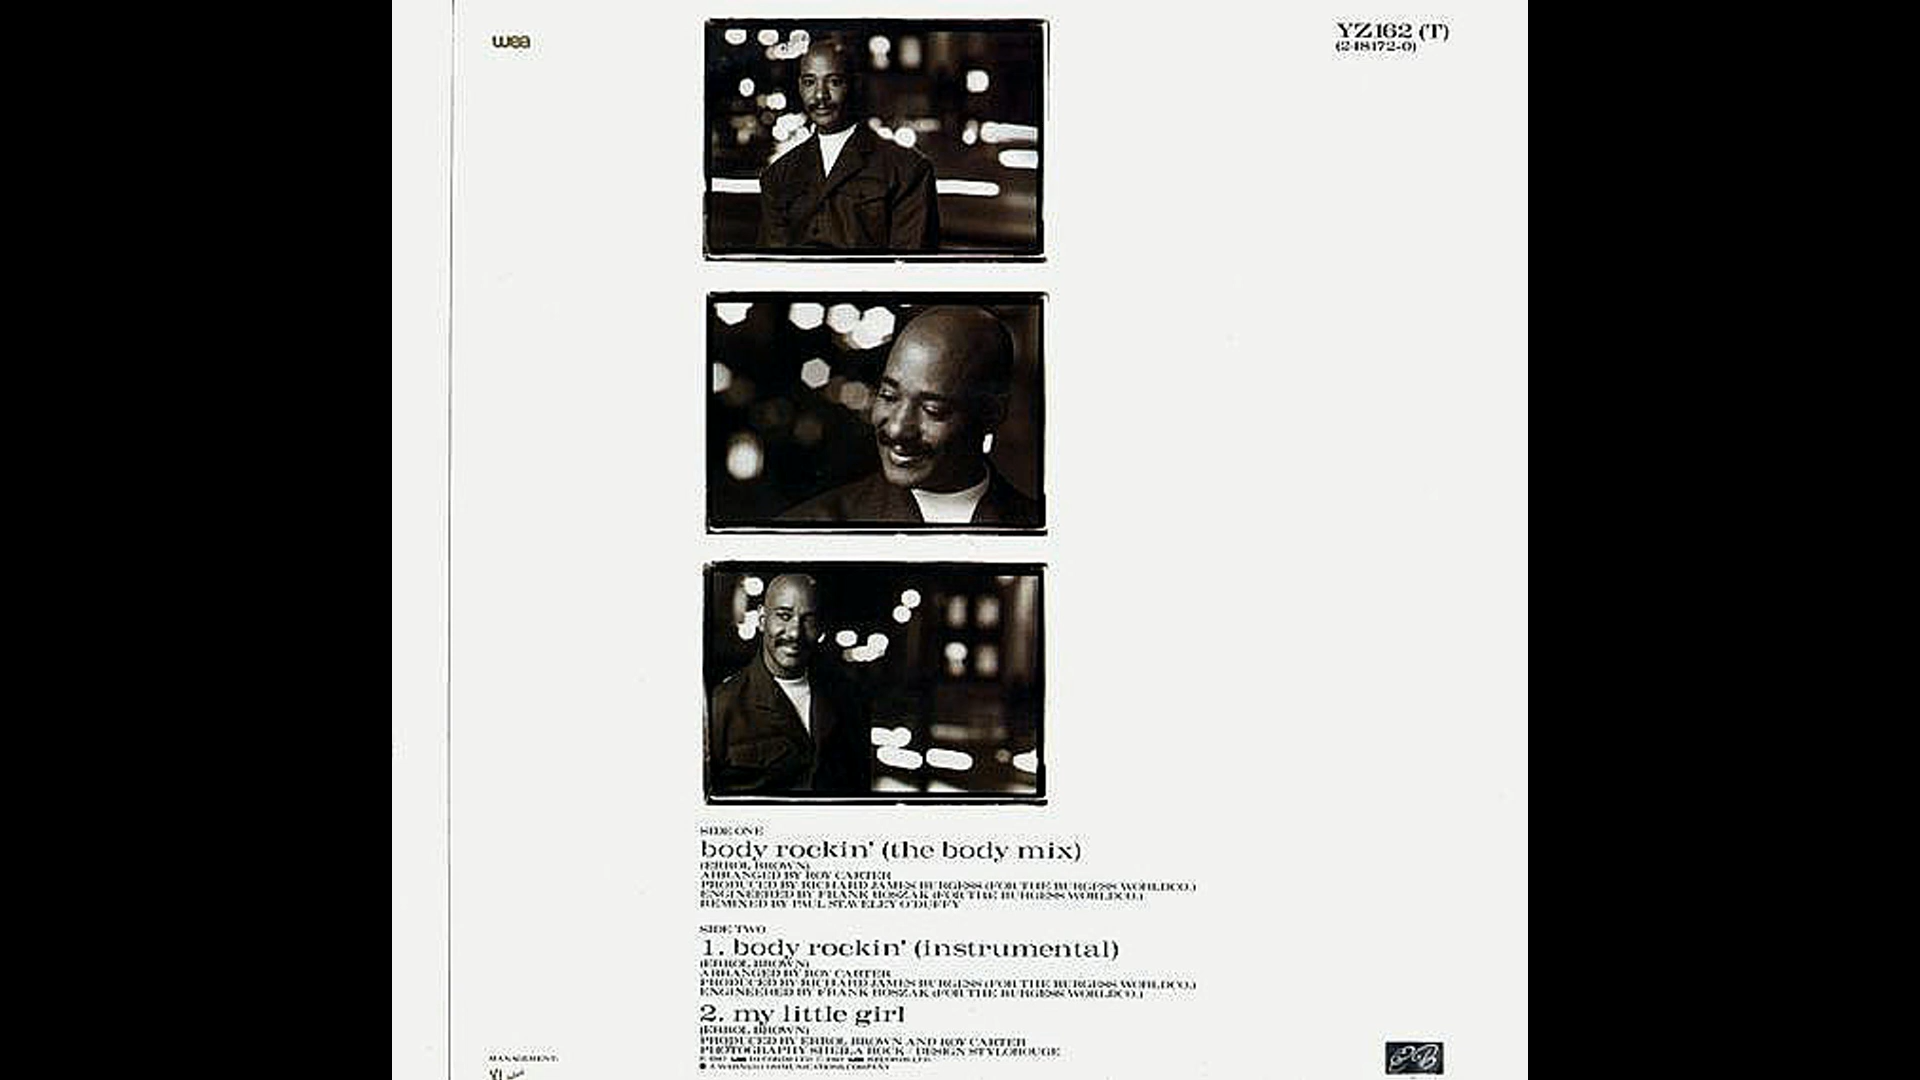 wea
YZ162 (T)
(248172-0)
SIDE ONE
body rockin' (the body mix)
(ERROL BROWN)
ARRANGED BY ROY CARTER
PRODUCED BY RICHARD JAMES BURGESS (FOR THE BURGESS WORLDCO.)
ENGINEERED BY FRANK ROSZAK (FOR THE BURGESS WORLDCO.)
REMIXED BY PAUL STAVELEY O'DUFFY
SIDE TWO
1. body rockin' (instrumental)
(ERROL BROWN)
ARRANGED BY ROY CARTER
PRODUCED BY RICHARD JAMES BURGESS (FOR THE BURGESS WORLDCO.)
ENGINEERED BY FRANK ROSZAK (FOR THE BURGESS WORLDCO.)
2. my little girl
(ERROL BROWN)
PRODUCED BY ERROL BROWN AND ROY CARTER
PHOTOGRAPHY SHEILA ROCK / DESIGN STYLOROUGE
A WARNER COMMUNICATIONS COMPANY
MANAGEMENT:
EB